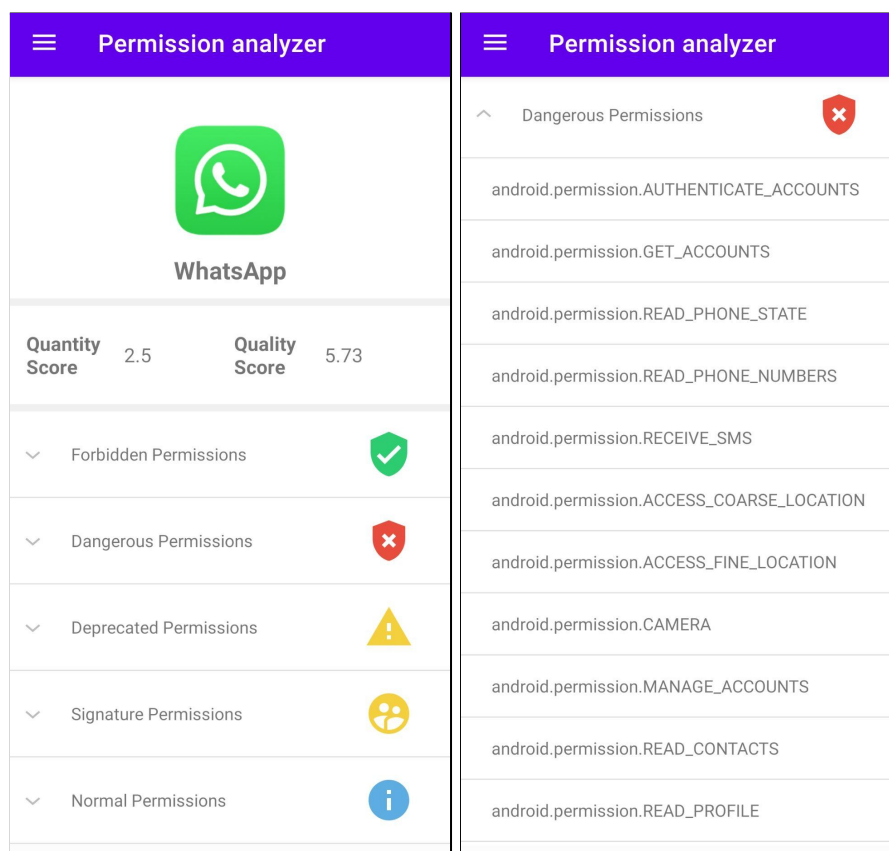 Permission analyzer
WhatsApp
Quantity Score 2.5 Quality Score 5.73
Forbidden Permissions
Dangerous Permissions
Deprecated Permissions
Signature Permissions
Normal Permissions
Permission analyzer
Dangerous Permissions
android.permission.AUTHENTICATE_ACCOUNTS
android.permission.GET_ACCOUNTS
android.permission.READ_PHONE_STATE
android.permission.READ_PHONE_NUMBERS
android.permission.RECEIVE_SMS
android.permission.ACCESS_COARSE_LOCATION
android.permission.ACCESS_FINE_LOCATION
android.permission.CAMERA
android.permission.MANAGE_ACCOUNTS
android.permission.READ_CONTACTS
android.permission.READ_PROFILE